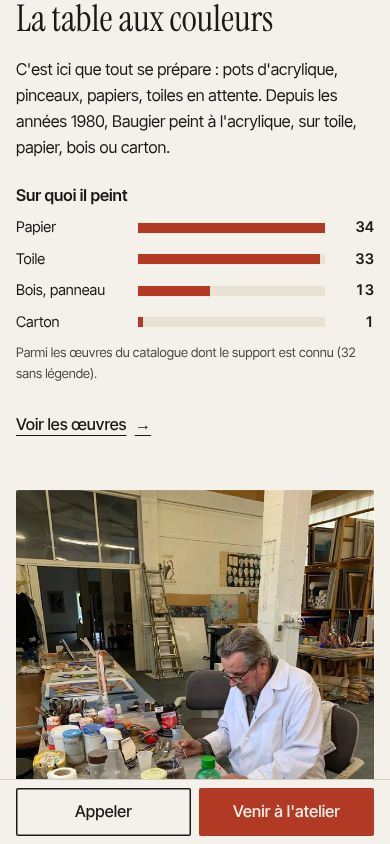 La table aux couleurs
C'est ici que tout se prépare : pots d'acrylique,
pinceaux, papiers, toiles en attente. Depuis les
années 1980, Baugier peint à l'acrylique, sur toile,
papier, bois ou carton.
Sur quoi il peint
Papier 34
Toile 33
Bois, panneau 13
Carton 1
Parmi les œuvres du catalogue dont le support est connu (32
sans légende).
Voir les œuvres →
Appeler
Venir à l'atelier